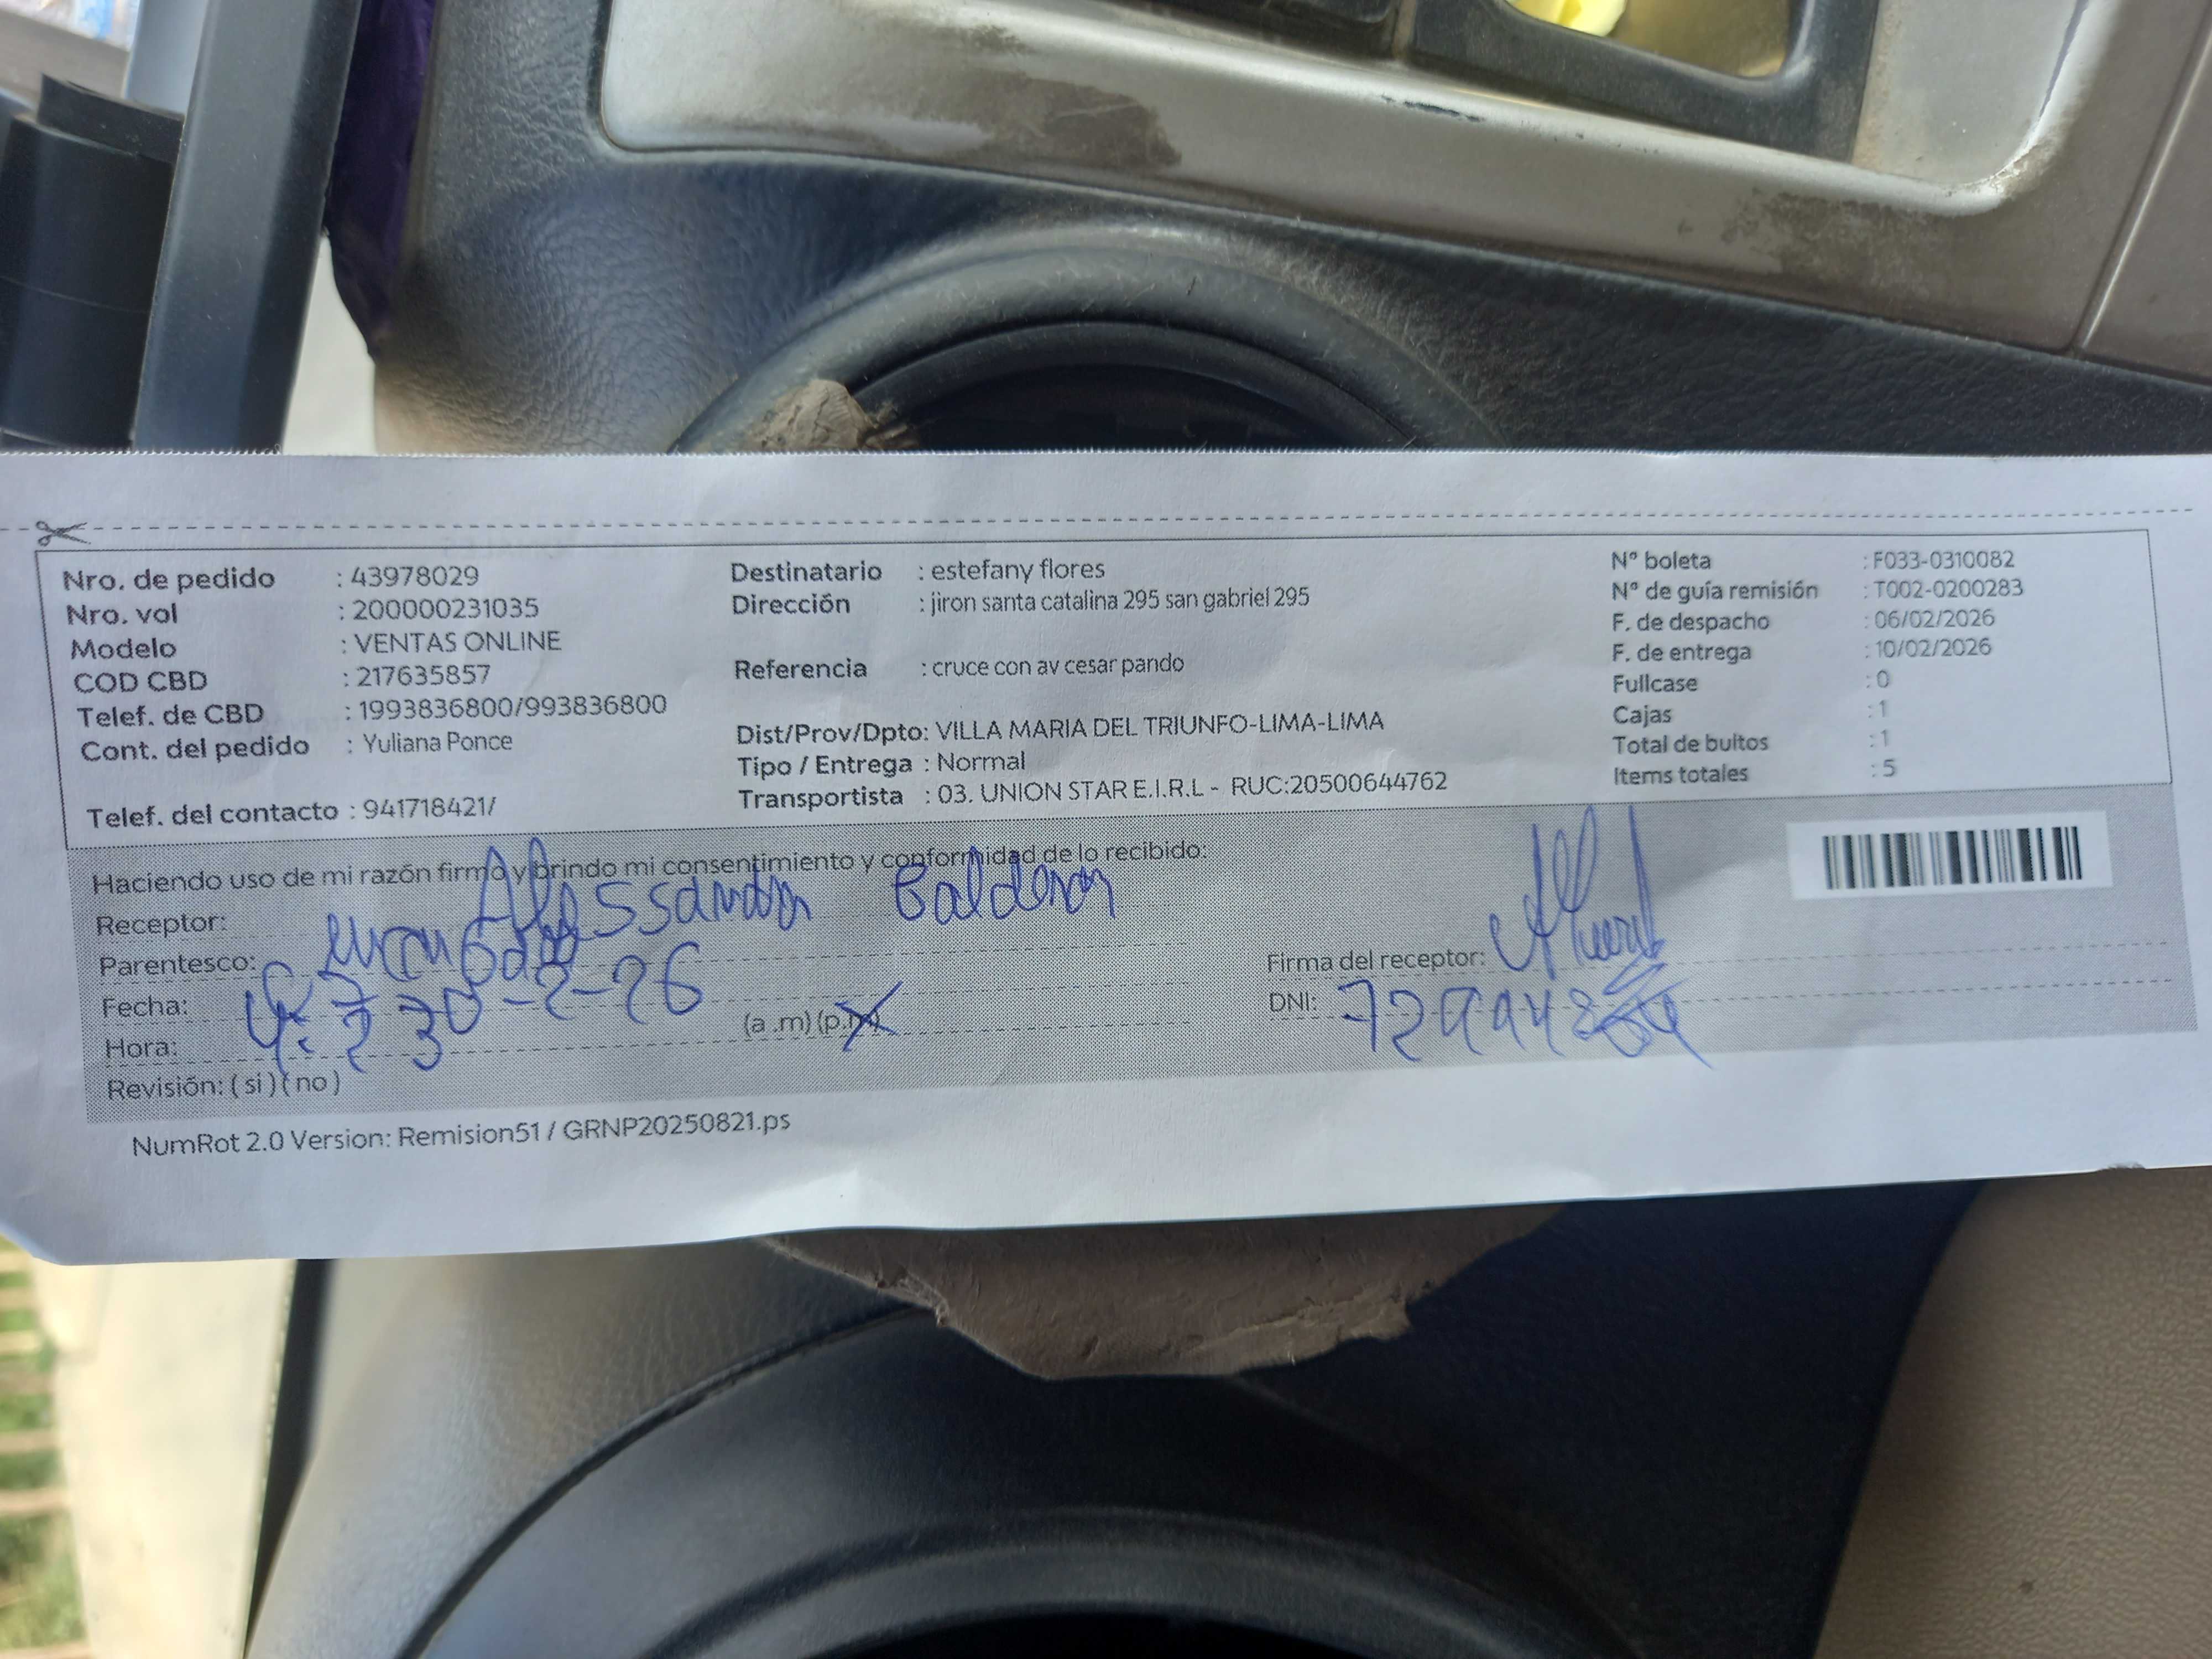 Nro. de pedido : 43978029
Nro. vol : 200000231035
Modelo : VENTAS ONLINE
COD CBD : 217635857
Telef. de CBD : 1993836800/993836800
Cont. del pedido : Yuliana Ponce
Telef. del contacto : 941718421/
Destinatario : estefany flores
Dirección : jiron santa catalina 295 san gabriel 295
Referencia : cruce con av cesar pando
Dist/Prov/Dpto: VILLA MARIA DEL TRIUNFO-LIMA-LIMA
Tipo / Entrega : Normal
Transportista : 03. UNION STAR E.I.R.L - RUC:20500644762
Nº boleta : F033-0310082
Nº de guía remisión : T002-0200283
F. de despacho : 06/02/2026
F. de entrega : 10/02/2026
Fullcase : 0
Cajas : 1
Total de bultos : 1
Items totales : 5
Haciendo uso de mi razón firmo y brindo mi consentimiento y conformidad de lo recibido:
Receptor: Alessandra
Parentesco:
Fecha:
Hora: (a .m) (p.m)
Revisión: ( si ) ( no )
Firma del receptor:
DNI:
NumRot 2.0 Version: Remision51 / GRNP20250821.ps